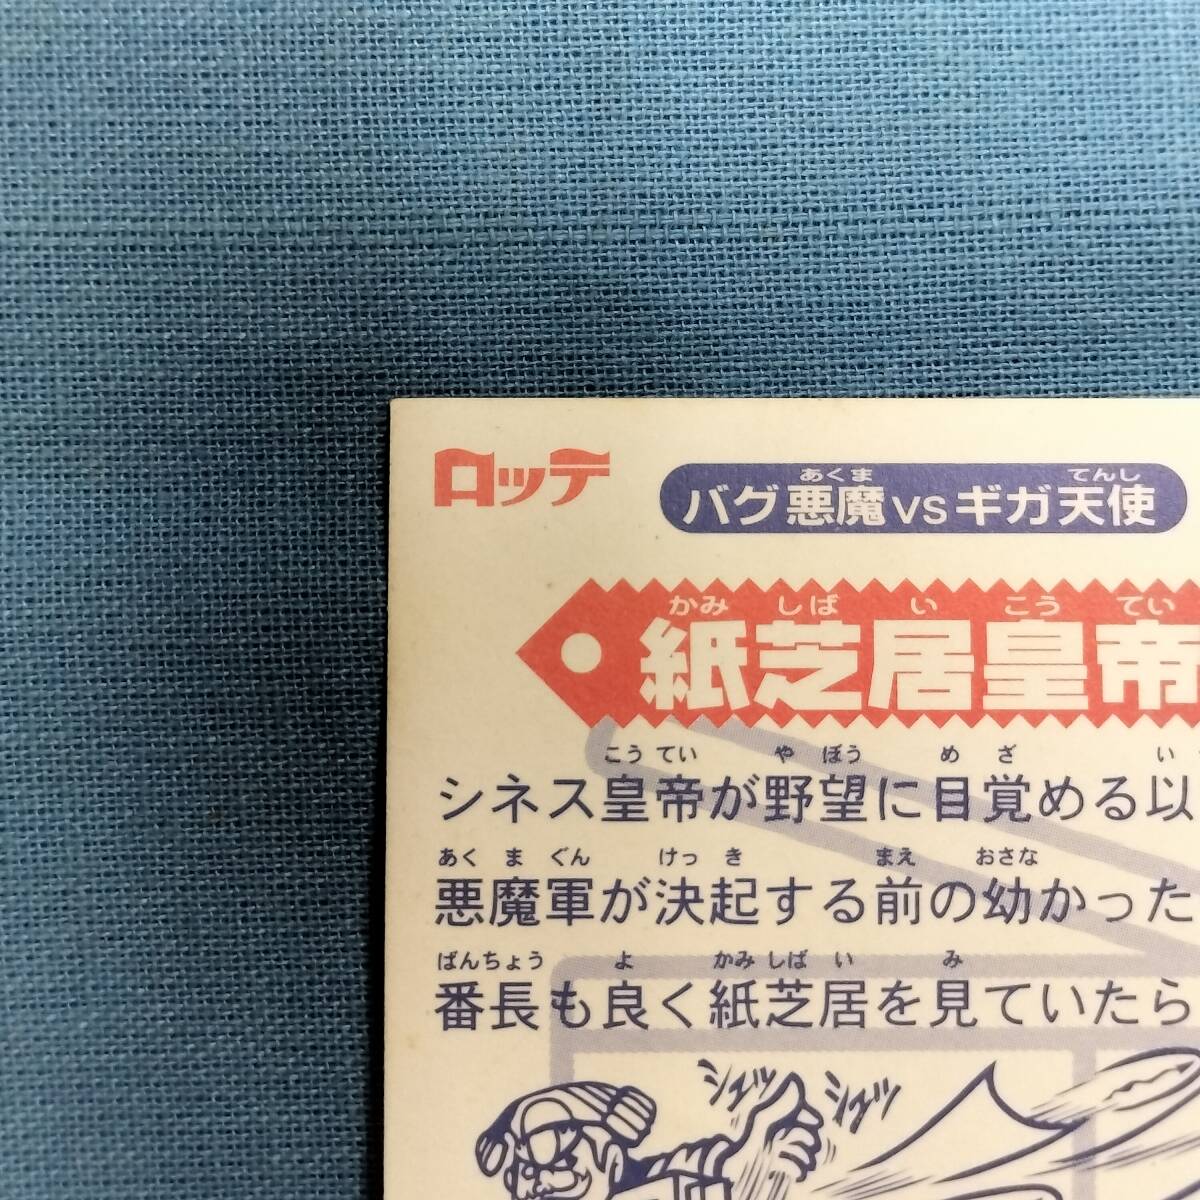 ロッテ
あくま てんし
バグ悪魔vsギガ天使
かみ しば い こう てい
紙芝居皇帝
こう てい や ぼう め ざ い
シネス皇帝が野望に目覚める以
あく ま ぐん けっ き まえ おさな
悪魔軍が決起する前の幼かった
ばんちょう よ かみ しば い み
番長も良く紙芝居を見ていたら
シュッ シュッ